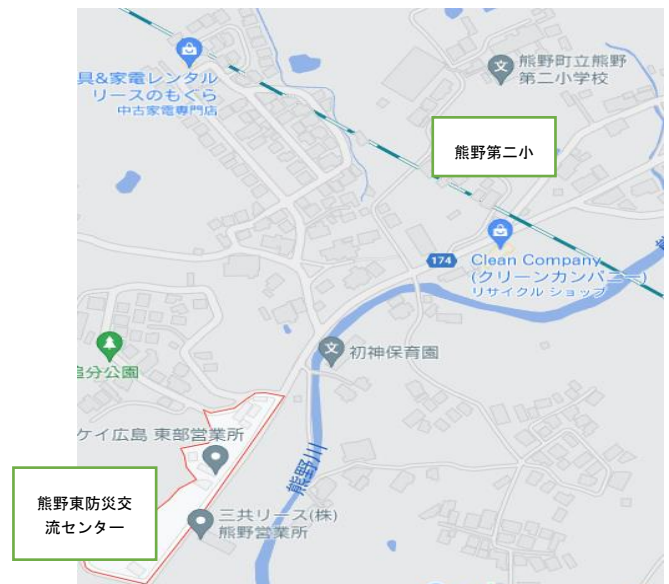 具&家電レンタル
リースのもぐら
中古家電専門店
熊野町立熊野
第二小学校
熊野第二小
174
Clean Company
(クリーンカンパニー)
リサイクル ショップ
初神保育園
追分公園
ケイ広島 東部営業所
熊野川
熊野東防災交
流センター
三共リース(株)
熊野営業所